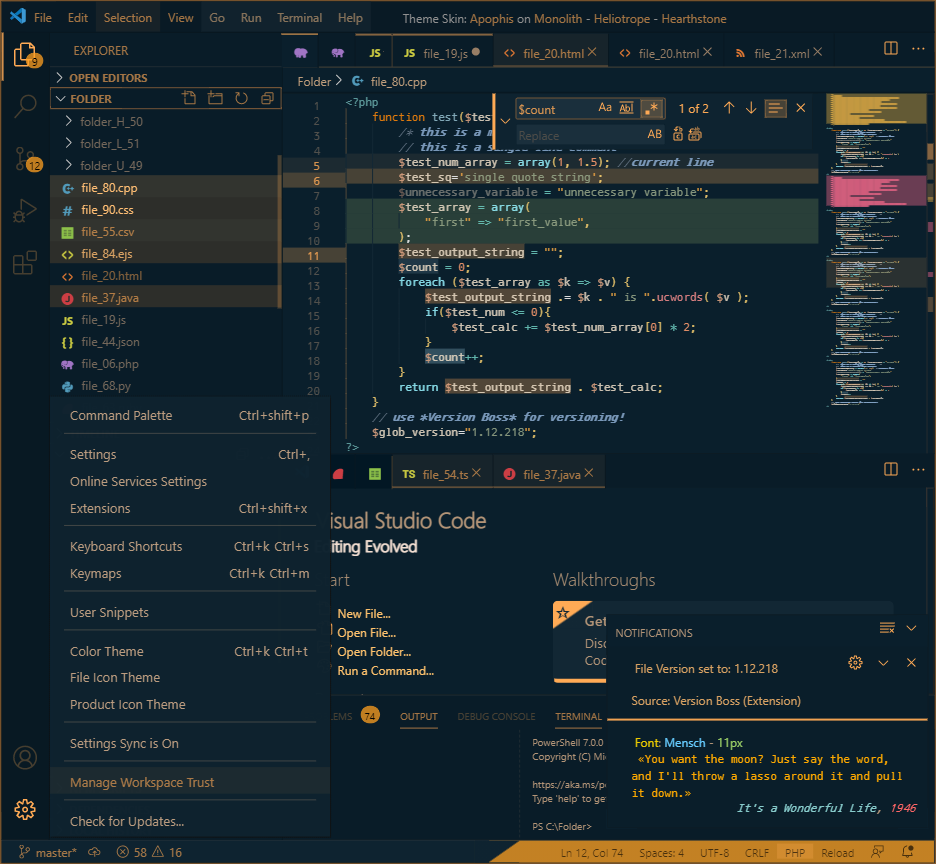 File Edit Selection View Go Run Terminal Help Theme Skin: Apophis on Monolith - Heliotrope - Hearthstone
9
EXPLORER
JS
JS file_19.js
file_20.html
file_20.html
file_21.xml
OPEN EDITORS
FOLDER
Folder > file_80.cpp
folder_H_50
folder_L_51
folder_U_49
12
file_80.cpp
# file_90.css
file_55.csv
file_84.ejs
file_20.html
file_37.java
JS file_19.js
{} file_44.json
file_06.php
file_68.py
$count
Aa Abl .*
1 of 2
Replace
AB
1 <?php
2 function test($tes
3 /* this is a m
4 // this is a
5 $test_num_array = array(1, 1.5); //current line
6 $test_sq='single quote string';
7 $unnecessary_variable = "unnecessary variable";
8 $test_array = array(
9 "first" => "first_value",
10 );
11 $test_output_string = "";
12 $count = 0;
13 foreach ($test_array as $k => $v) {
14 $test_output_string .= $k . " is ".ucwords( $v );
15 if($test_num <= 0){
16 $test_calc += $test_num_array[0] * 2;
17 }
18 $count++;
19 }
20 return $test_output_string . $test_calc;
}
// use *Version Boss* for versioning!
$glob_version="1.12.218";
?>
Command Palette Ctrl+shift+p
Settings Ctrl+,
Online Services Settings
Extensions Ctrl+shift+x
Keyboard Shortcuts Ctrl+k Ctrl+s
Keymaps Ctrl+k Ctrl+m
User Snippets
Color Theme Ctrl+k Ctrl+t
File Icon Theme
Product Icon Theme
Settings Sync is On
Manage Workspace Trust
Check for Updates...
TS file_54.ts
file_37.java
isual Studio Code
iting Evolved
art
New File...
Open File...
Open Folder...
Run a Command...
Walkthroughs
Get
Disc
Coc
LEMS 74 OUTPUT DEBUG CONSOLE TERMINAL
PowerShell 7.0.0
Copyright (C) Mi
https://aka.ms/p
Type 'help' to ge
PS C:\Folder>
NOTIFICATIONS
File Version set to: 1.12.218
Source: Version Boss (Extension)
Font: Mensch - 11px
«You want the moon? Just say the word,
and I'll throw a lasso around it and pull
it down.»
It's a Wonderful Life, 1946
master* 58 16 Ln 12, Col 74 Spaces: 4 UTF-8 CRLF PHP Reload